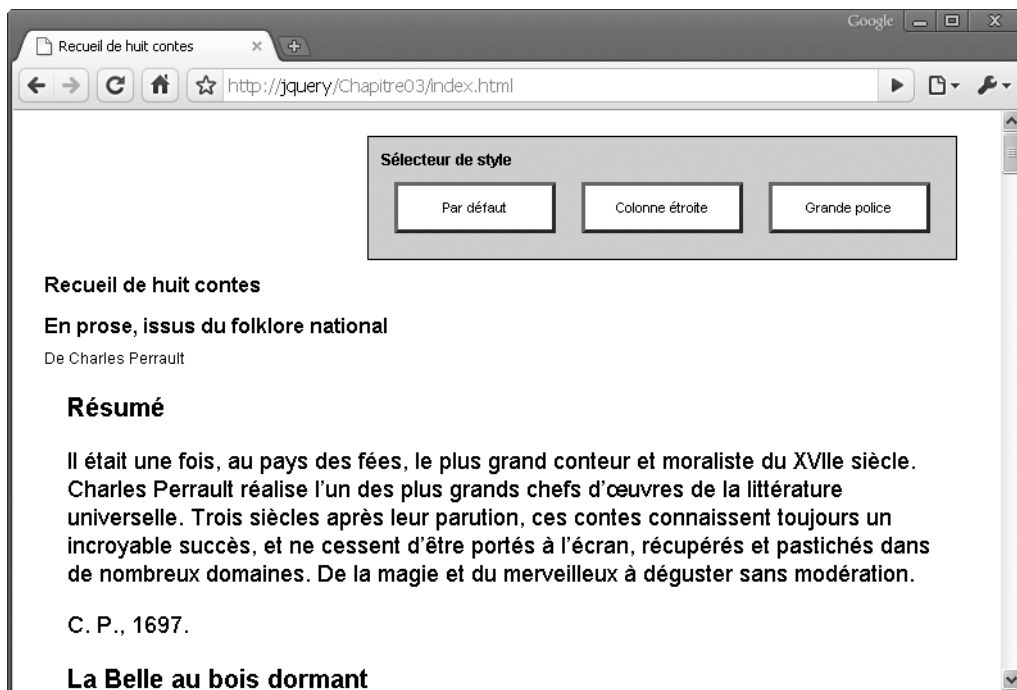 Google
Recueil de huit contes
http://jquery/Chapitre03/index.html
Sélecteur de style
Par défaut
Colonne étroite
Grande police
Recueil de huit contes
En prose, issus du folklore national
De Charles Perrault
Résumé
Il était une fois, au pays des fées, le plus grand conteur et moraliste du XVIIe siècle.
Charles Perrault réalise l’un des plus grands chefs d’œuvres de la littérature
universelle. Trois siècles après leur parution, ces contes connaissent toujours un
incroyable succès, et ne cessent d’être portés à l’écran, récupérés et pastichés dans
de nombreux domaines. De la magie et du merveilleux à déguster sans modération.
C. P., 1697.
La Belle au bois dormant